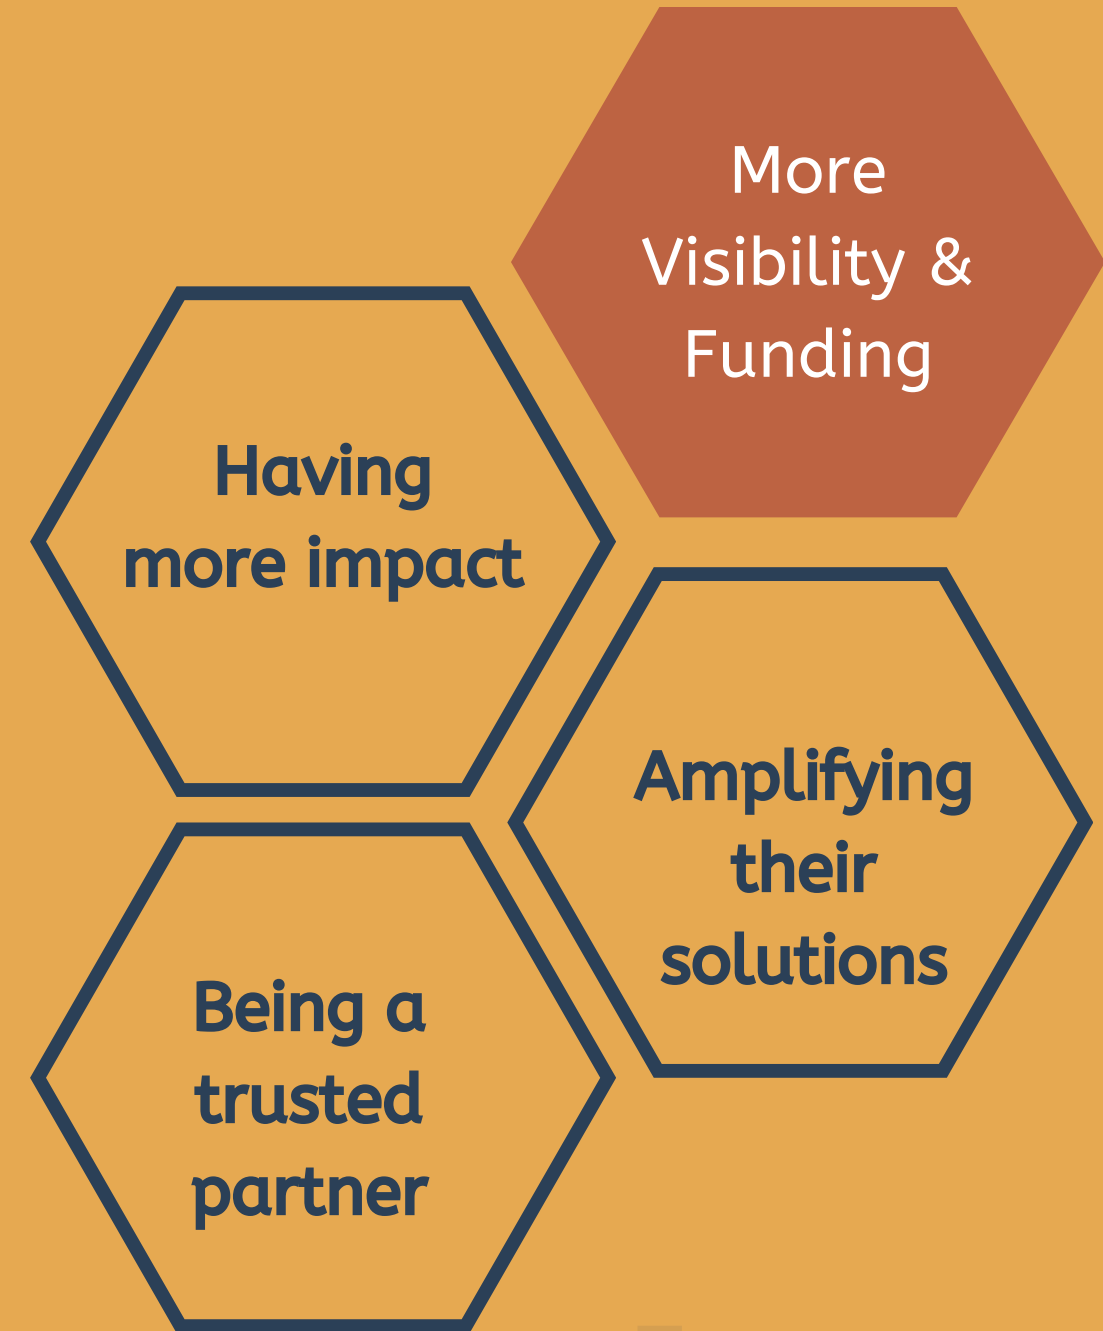 More
Visibility &
Funding
Having
more impact
Amplifying
their
solutions
Being a
trusted
partner